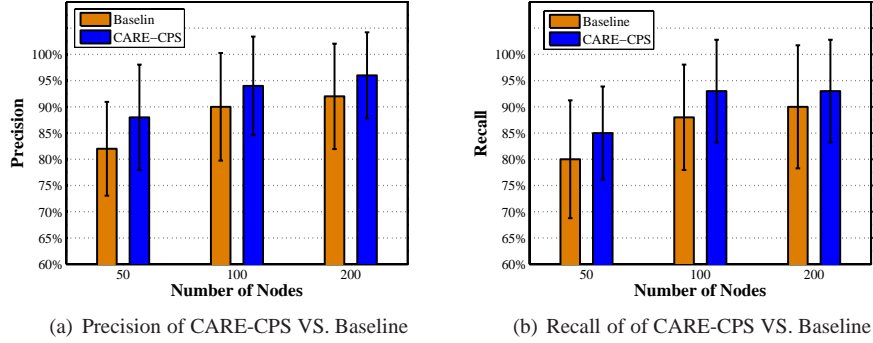 Baselin
CARE−CPS
100%
95%
90%
85%
80%
75%
70%
65%
60%
Precision
50 100 200
Number of Nodes
(a) Precision of CARE-CPS VS. Baseline
Baseline
CARE−CPS
100%
95%
90%
85%
80%
75%
70%
65%
60%
Recall
50 100 200
Number of Nodes
(b) Recall of of CARE-CPS VS. Baseline